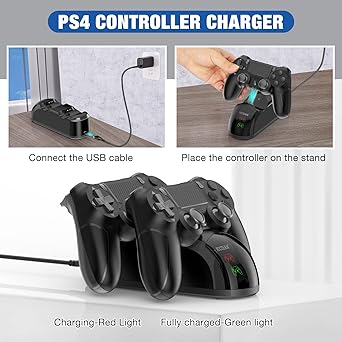 PS4 CONTROLLER CHARGER
Connect the USB cable
Place the controller on the stand
Charging-Red Light
Fully charged-Green light